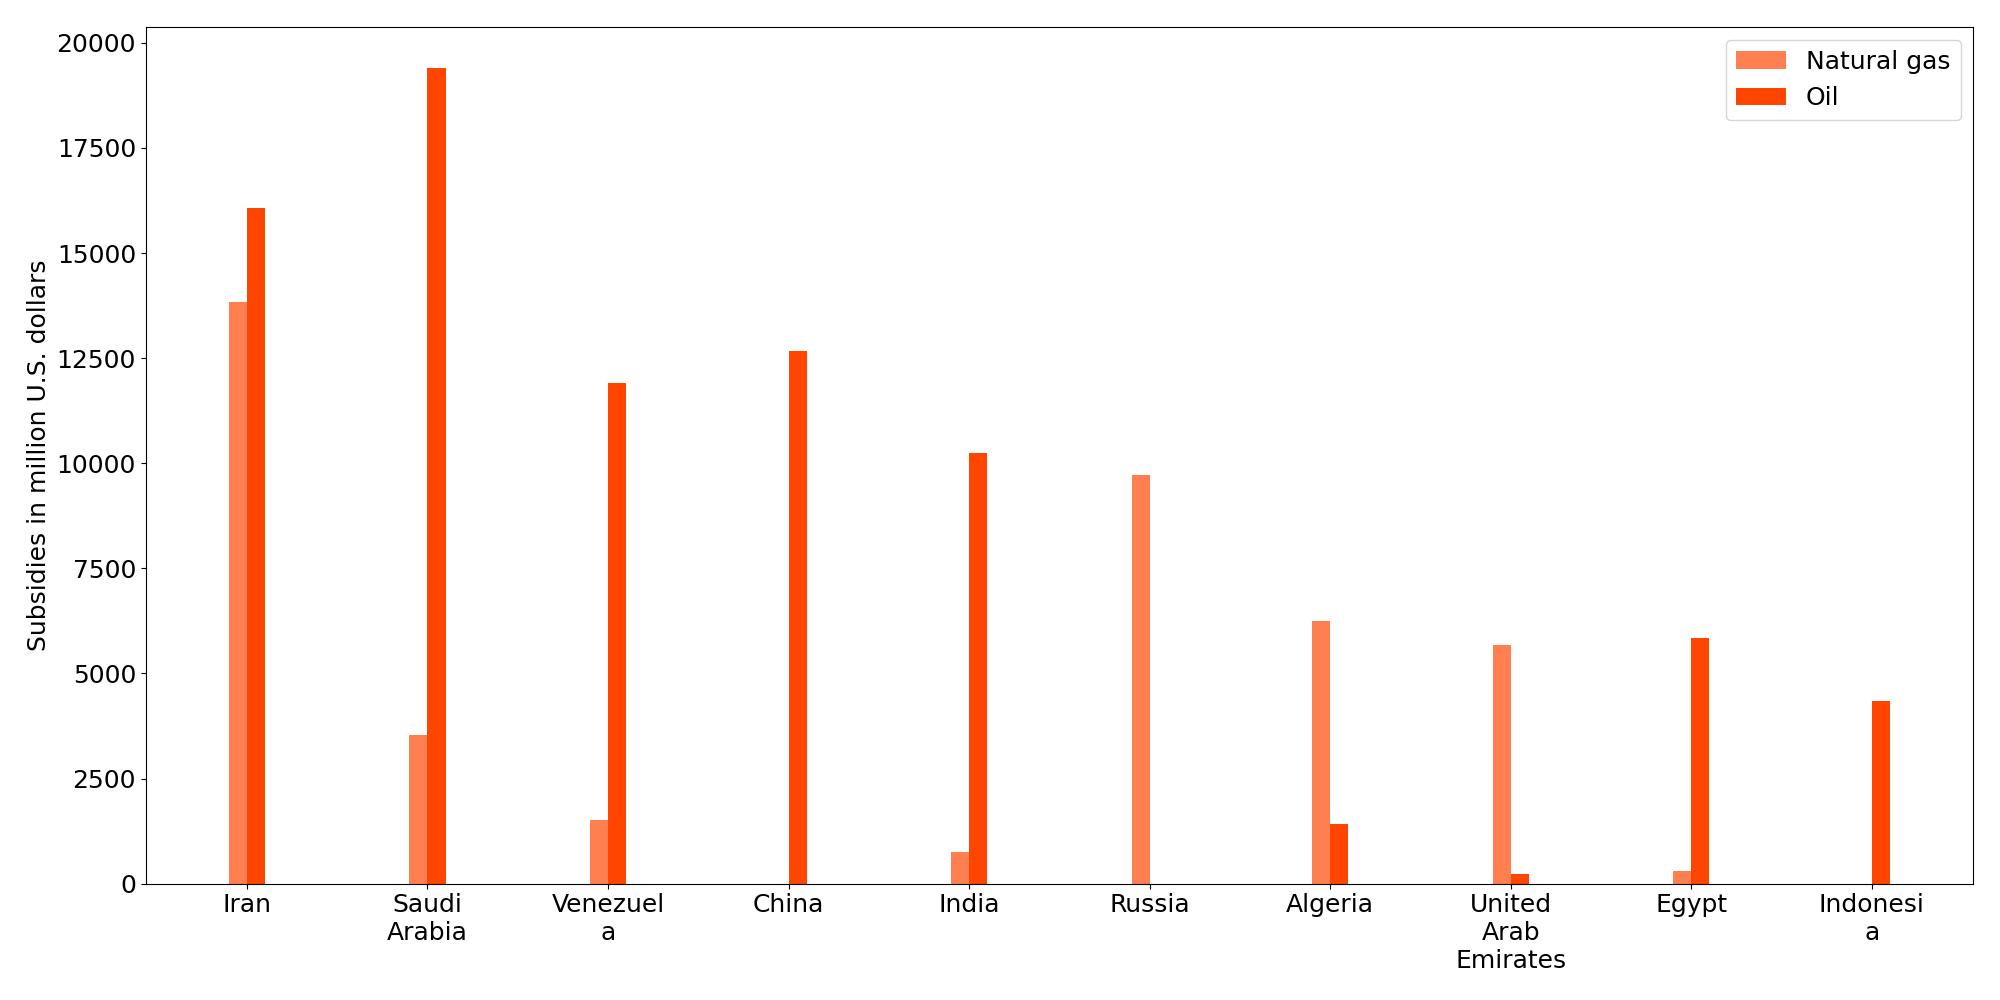 Natural gas
Oil
Subsidies in million U.S. dollars
20000
17500
15000
12500
10000
7500
5000
2500
0
Iran
Saudi
Arabia
Venezuel
a
China
India
Russia
Algeria
United
Arab
Emirates
Egypt
Indonesi
a